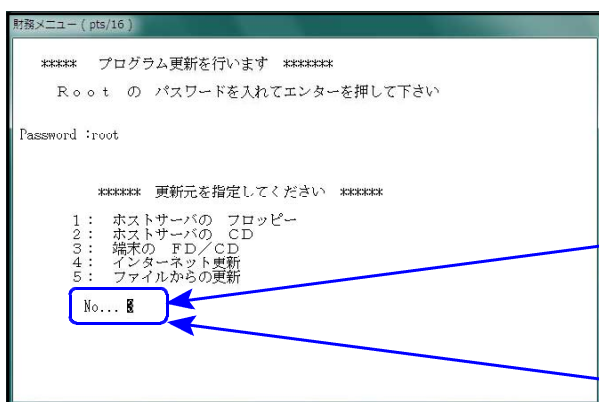 財務メニュー ( pts/16 )
***** プログラム更新を行います *******
Ｒｏｏｔ の パスワードを入れてエンターを押して下さい
Password :root
****** 更新元を指定してください ******
１： ホストサーバの フロッピー
２： ホストサーバの ＣＤ
３： 端末の ＦＤ／ＣＤ
４： インターネット更新
５： ファイルからの更新
No...